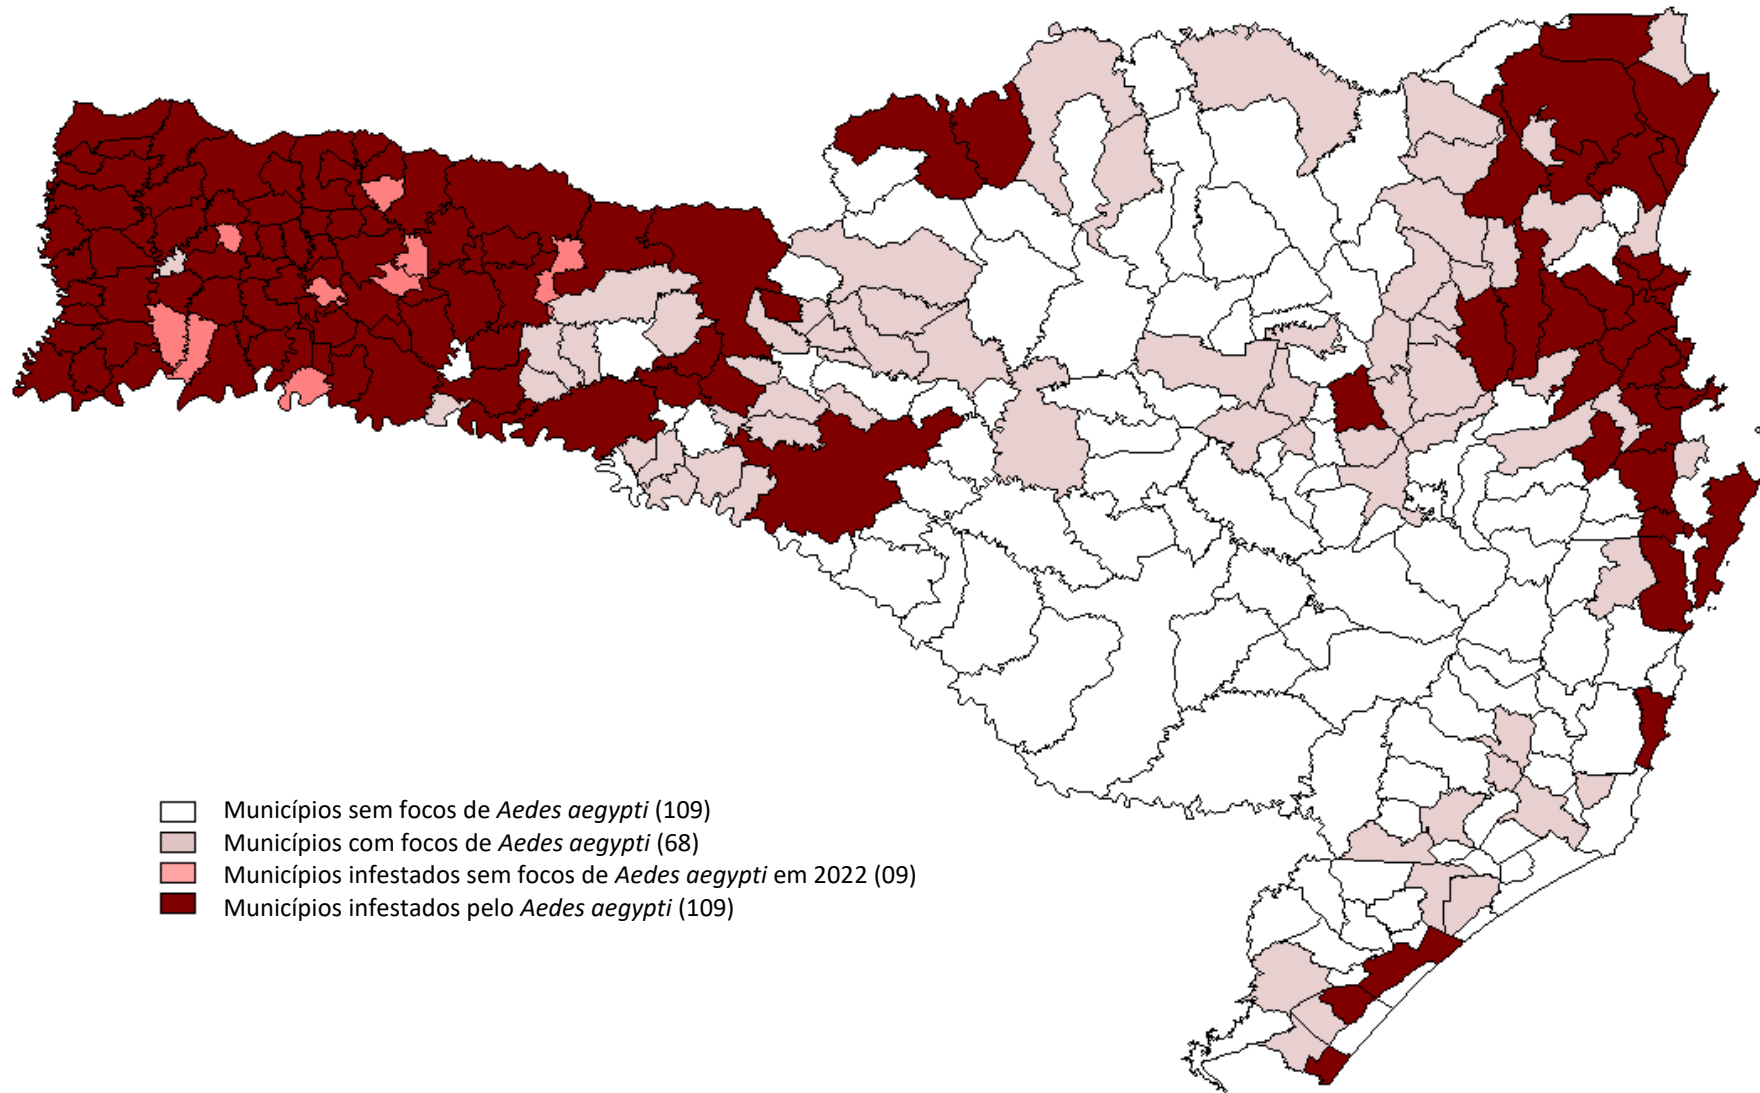 Municípios sem focos de Aedes aegypti (109)
Municípios com focos de Aedes aegypti (68)
Municípios infestados sem focos de Aedes aegypti em 2022 (09)
Municípios infestados pelo Aedes aegypti (109)